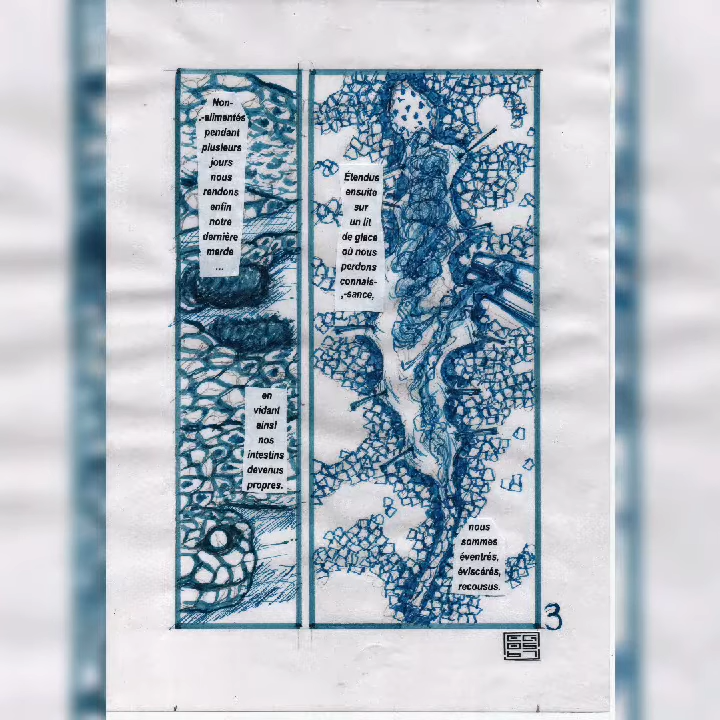 Non-
-alimentés
pendant
plusieurs
jours
nous
rendons
enfin
notre
dernière
merde
...
en
vidant
ainsi
nos
intestins
devenus
propres.
Étendus
ensuite
sur
un lit
de glace
où nous
perdons
connais-
-sance,
nous
sommes
éventrés,
éviscérés,
recousus.
3